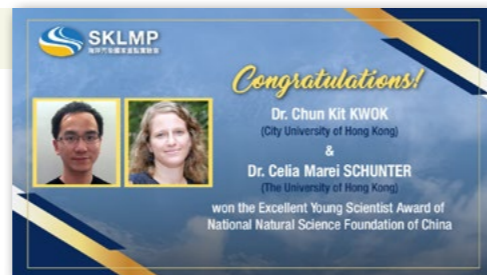 SKLMP
Congratulations!
Dr. Chun Kit KWOK
(City University of Hong Kong)
&
Dr. Celia Marei SCHUNTER
(The University of Hong Kong)
won the Excellent Young Scientist Award of
National Natural Science Foundation of China